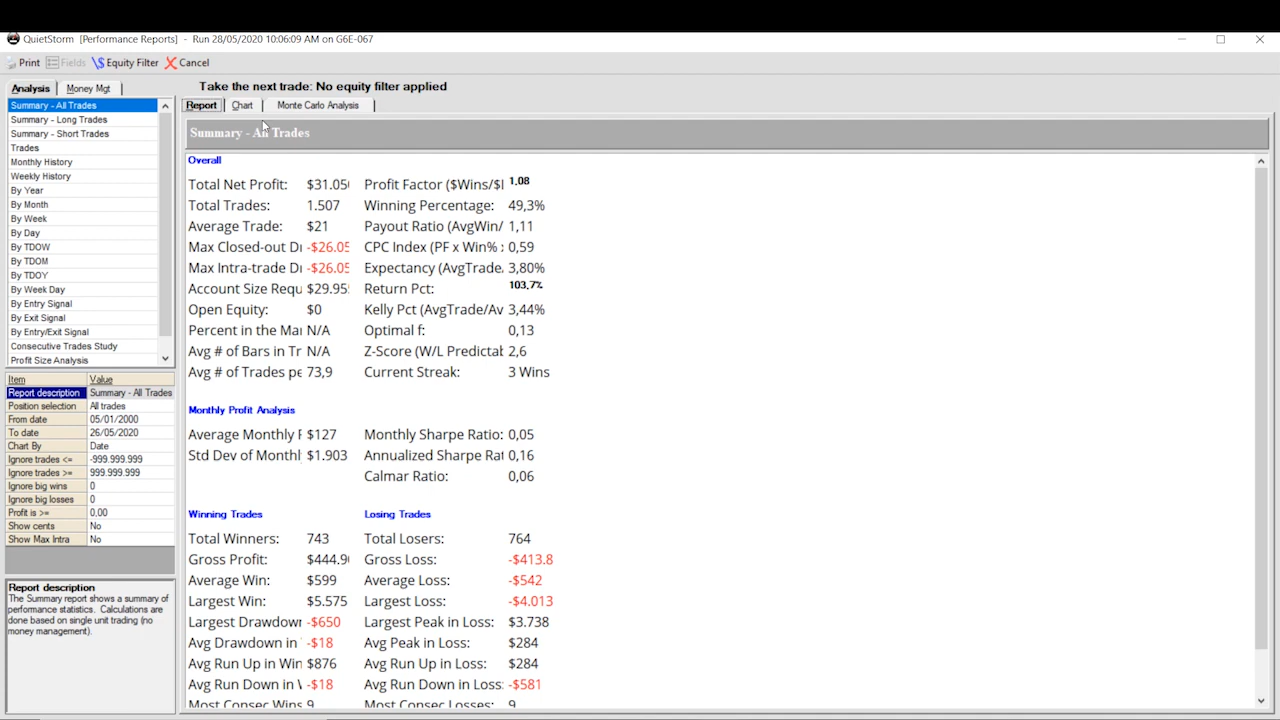 QuietStorm [Performance Reports] - Run 28/05/2020 10:06:09 AM on G6E-067
Print Fields \$ Equity Filter Cancel
Analysis Money Mgt
Take the next trade: No equity filter applied
Report Chart Monte Carlo Analysis
Summary - All Trades
Summary - Long Trades
Summary - Short Trades
Trades
Monthly History
Weekly History
By Year
By Month
By Week
By Day
By TDOW
By TDOM
By TDOY
By Week Day
By Entry Signal
By Exit Signal
By Entry/Exit Signal
Consecutive Trades Study
Profit Size Analysis
Item Value
Report description Summary - All Trades
Position selection All trades
From date 05/01/2000
To date 26/05/2020
Chart By Date
Ignore trades <= -999.999.999
Ignore trades >= 999.999.999
Ignore big wins 0
Ignore big losses 0
Profit is >= 0,00
Show cents No
Show Max Intra No
Report description
The Summary report shows a summary of
performance statistics. Calculations are
done based on single unit trading (no
money management).
Summary - All Trades
Overall
Total Net Profit: $31.05 Profit Factor ($Wins/$ 1.08
Total Trades: 1.507 Winning Percentage: 49,3%
Average Trade: $21 Payout Ratio (AvgWin/ 1,11
Max Closed-out D -$26.05 CPC Index (PF x Win% 0,59
Max Intra-trade D -$26.05 Expectancy (AvgTrade 3,80%
Account Size Requ $29.95 Return Pct: 103,7%
Open Equity: $0 Kelly Pct (AvgTrade/Av 3,44%
Percent in the Mar N/A Optimal f: 0,13
Avg # of Bars in Tr N/A Z-Score (W/L Predictab 2,6
Avg # of Trades pe 73,9 Current Streak: 3 Wins
Monthly Profit Analysis
Average Monthly $127 Monthly Sharpe Ratio: 0,05
Std Dev of Monthl $1.903 Annualized Sharpe Rat 0,16
Calmar Ratio: 0,06
Winning Trades Losing Trades
Total Winners: 743 Total Losers: 764
Gross Profit: $444.9 Gross Loss: -$413.8
Average Win: $599 Average Loss: -$542
Largest Win: $5.575 Largest Loss: -$4.013
Largest Drawdown -$650 Largest Peak in Loss: $3.738
Avg Drawdown in -$18 Avg Peak in Loss: $284
Avg Run Up in Win $876 Avg Run Up in Loss: $284
Avg Run Down in -$18 Avg Run Down in Loss: -$581
Most Consec Wins 9 Most Consec Losses: 9